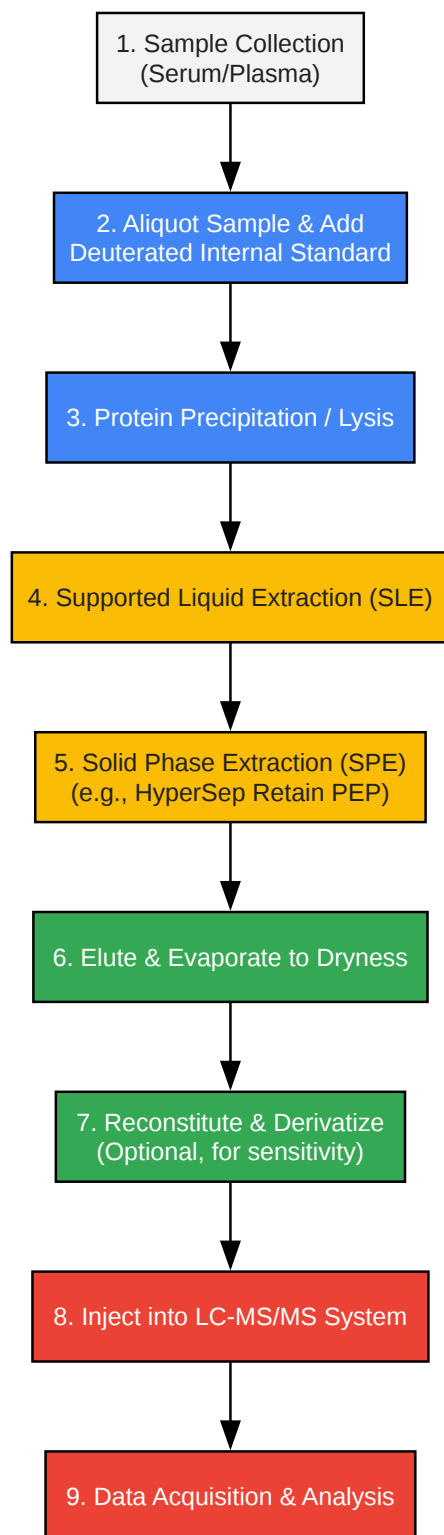 1. Sample Collection
(Serum/Plasma)
2. Aliquot Sample & Add
Deuterated Internal Standard
3. Protein Precipitation / Lysis
4. Supported Liquid Extraction (SLE)
5. Solid Phase Extraction (SPE)
(e.g., HyperSep Retain PEP)
6. Elute & Evaporate to Dryness
7. Reconstitute & Derivatize
(Optional, for sensitivity)
8. Inject into LC-MS/MS System
9. Data Acquisition & Analysis